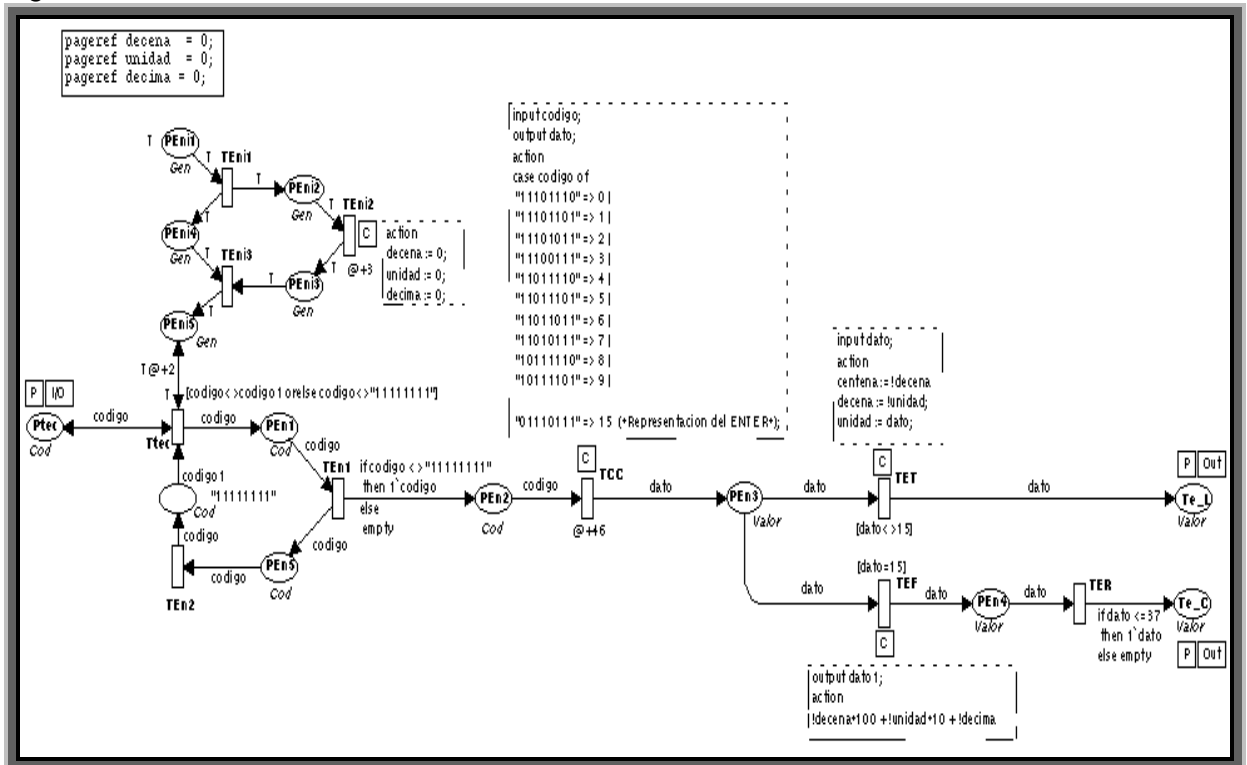 pageref decena = 0;
pageref unidad = 0;
pageref decima = 0;
T
PEni1
T
Gen
TEni1
T
PEni2
Gen
T
TEni2
C
@+3
action
decena := 0;
unidad := 0;
decima := 0;
T
PEni4
Gen
T
TEni3
T
PEni3
Gen
T
T
PEni5
Gen
T@+2
T
[codigo<>codigo1 orelse codigo<>"11111111"]
P
I/O
Ptec
Cod
codigo
Ttec
codigo
PEn1
Cod
codigo
TEn1
if codigo <>"11111111"
then 1`codigo
else
empty
codigo1
"11111111"
Cod
codigo
TEn2
codigo
PEn5
Cod
codigo
PEn2
Cod
codigo
input codigo;
output dato;
action
case codigo of
"11101110" => 0 |
"11101101" => 1 |
"11101011" => 2 |
"11100111" => 3 |
"11011110" => 4 |
"11011101" => 5 |
"11011011" => 6 |
"11010111" => 7 |
"10111110" => 8 |
"10111101" => 9 |
"01110111" => 15 (*Representacion del ENTER*);
C
TCC
@+46
dato
PEn3
Valor
dato
input dato;
action
centena := !decena
decena := !unidad;
unidad := dato;
C
TET
[dato<>15]
dato
P
Out
Te_L
Valor
dato
[dato=15]
TEF
C
dato
PEn4
Valor
dato
TER
if dato <=37
then 1`dato
else empty
Te_C
Valor
P
Out
output dato1;
action
!decena*100 + !unidad*10 + !decima